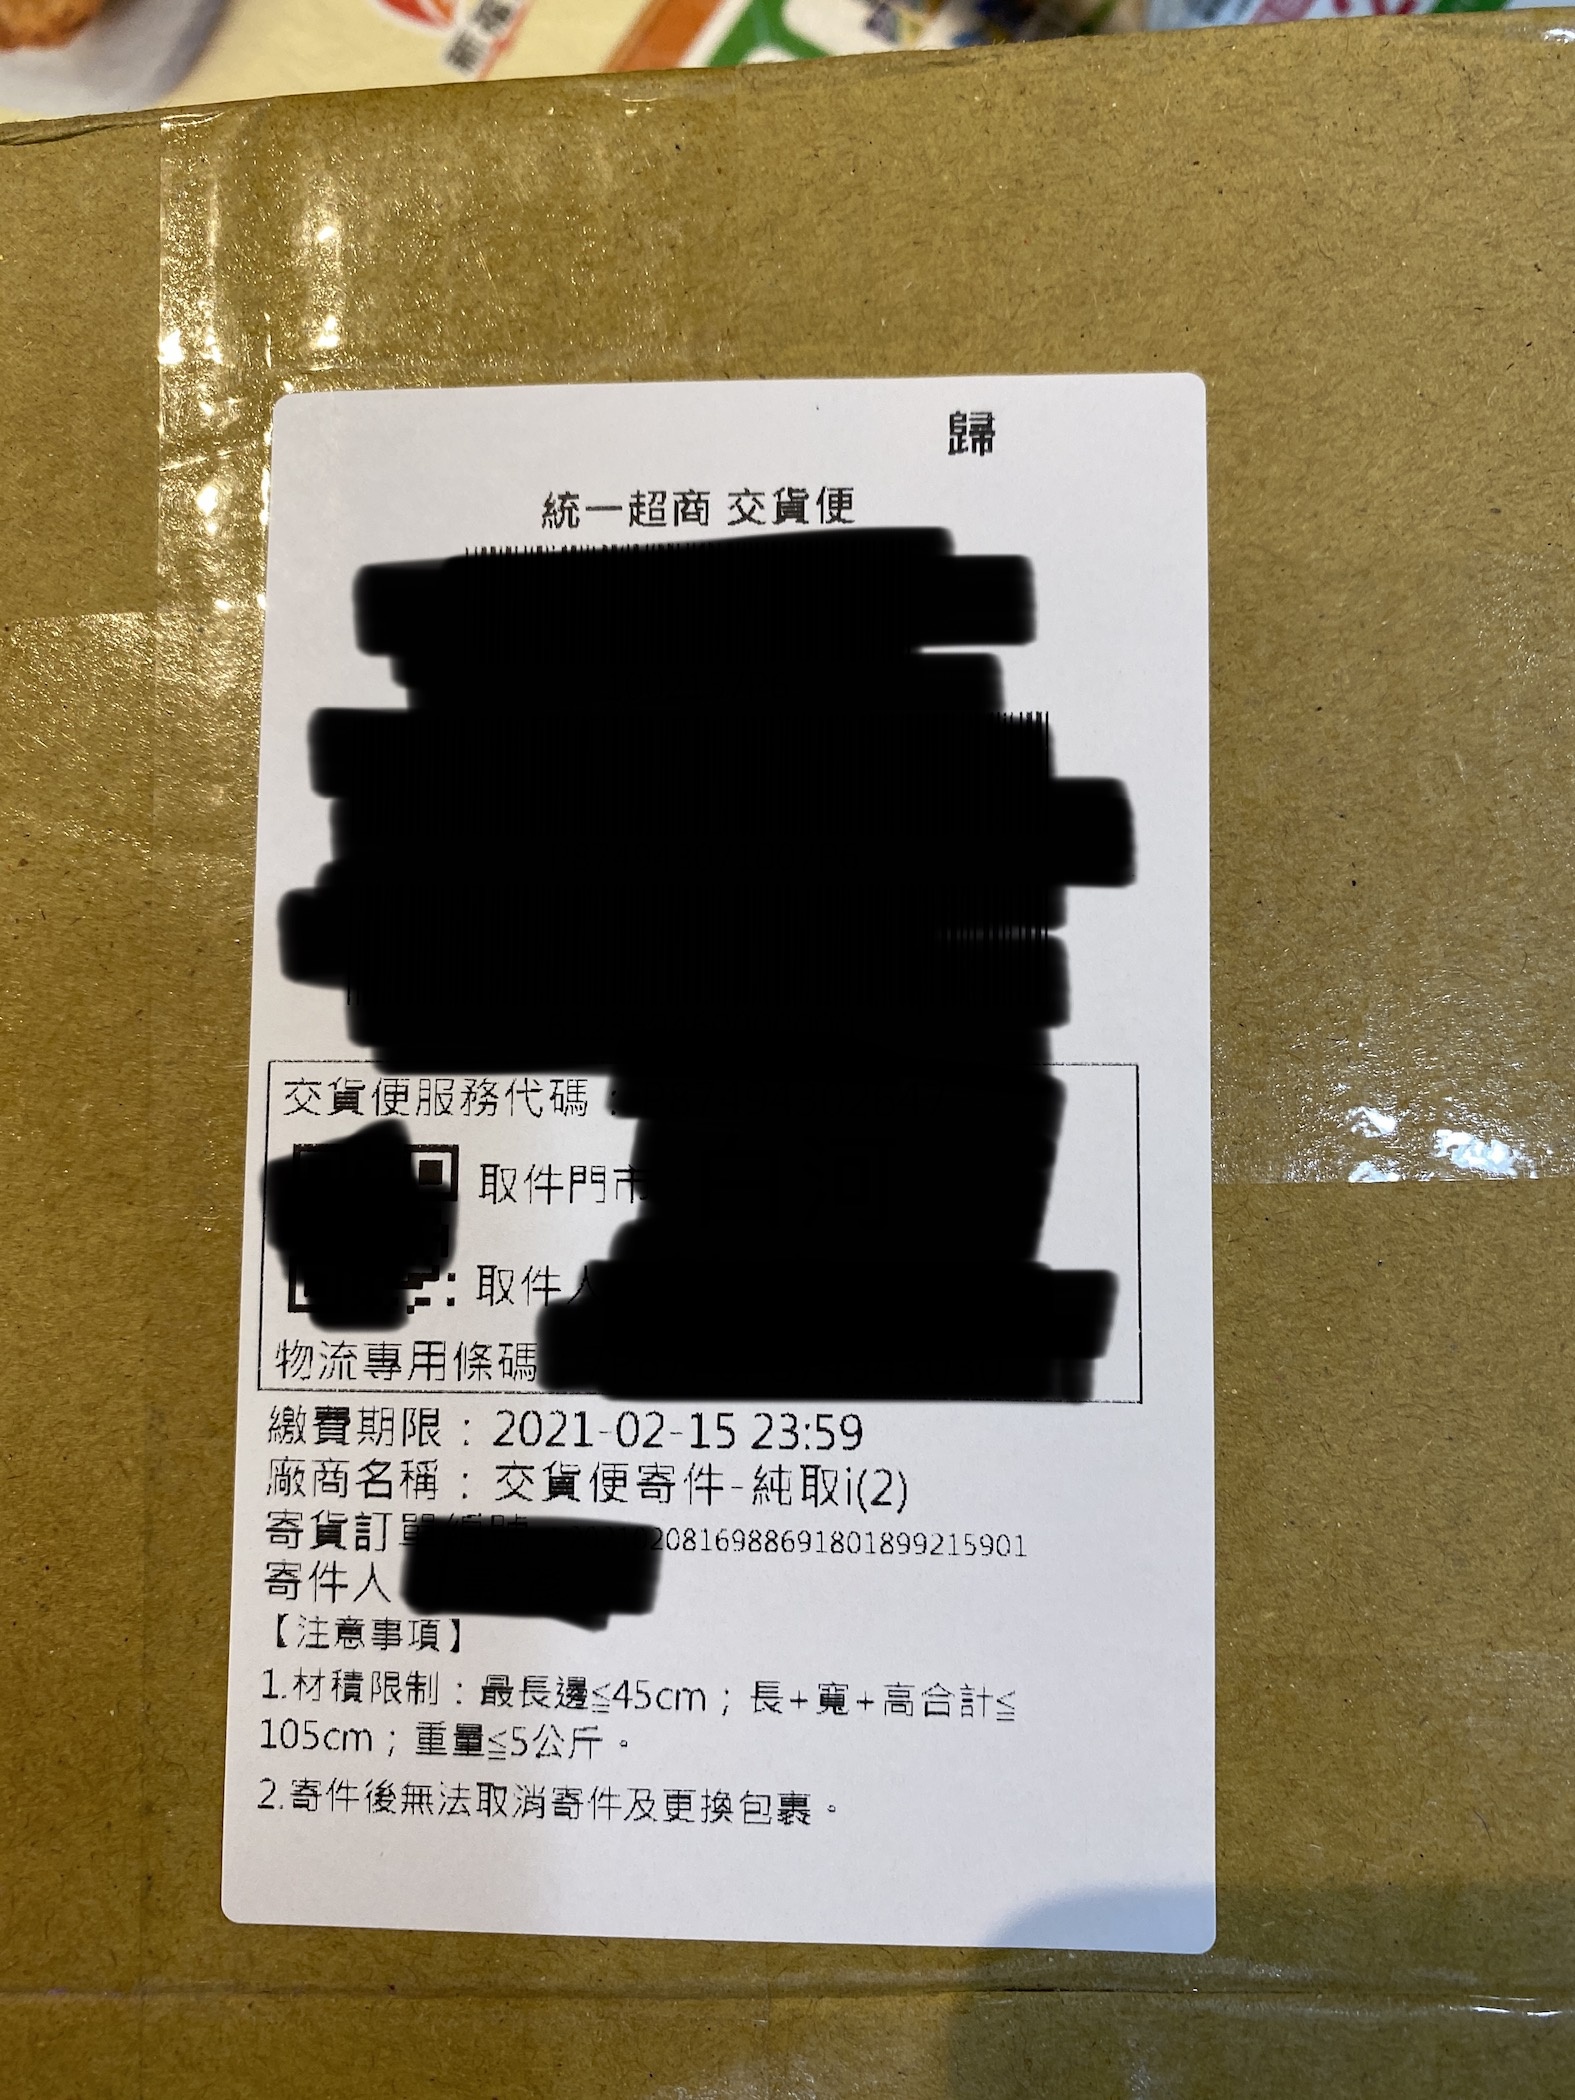 歸
統一超商 交貨便
交貨便服務代碼：
取件門市
取件人
物流專用條碼
繳費期限：2021-02-15 23:59
廠商名稱：交貨便寄件-純取i(2)
寄貨訂單編號 20816988691801899215901
寄件人
【注意事項】
1.材積限制：最長邊≦45cm；長+寬+高合計≦
105cm；重量≦5公斤。
2.寄件後無法取消寄件及更換包裹。